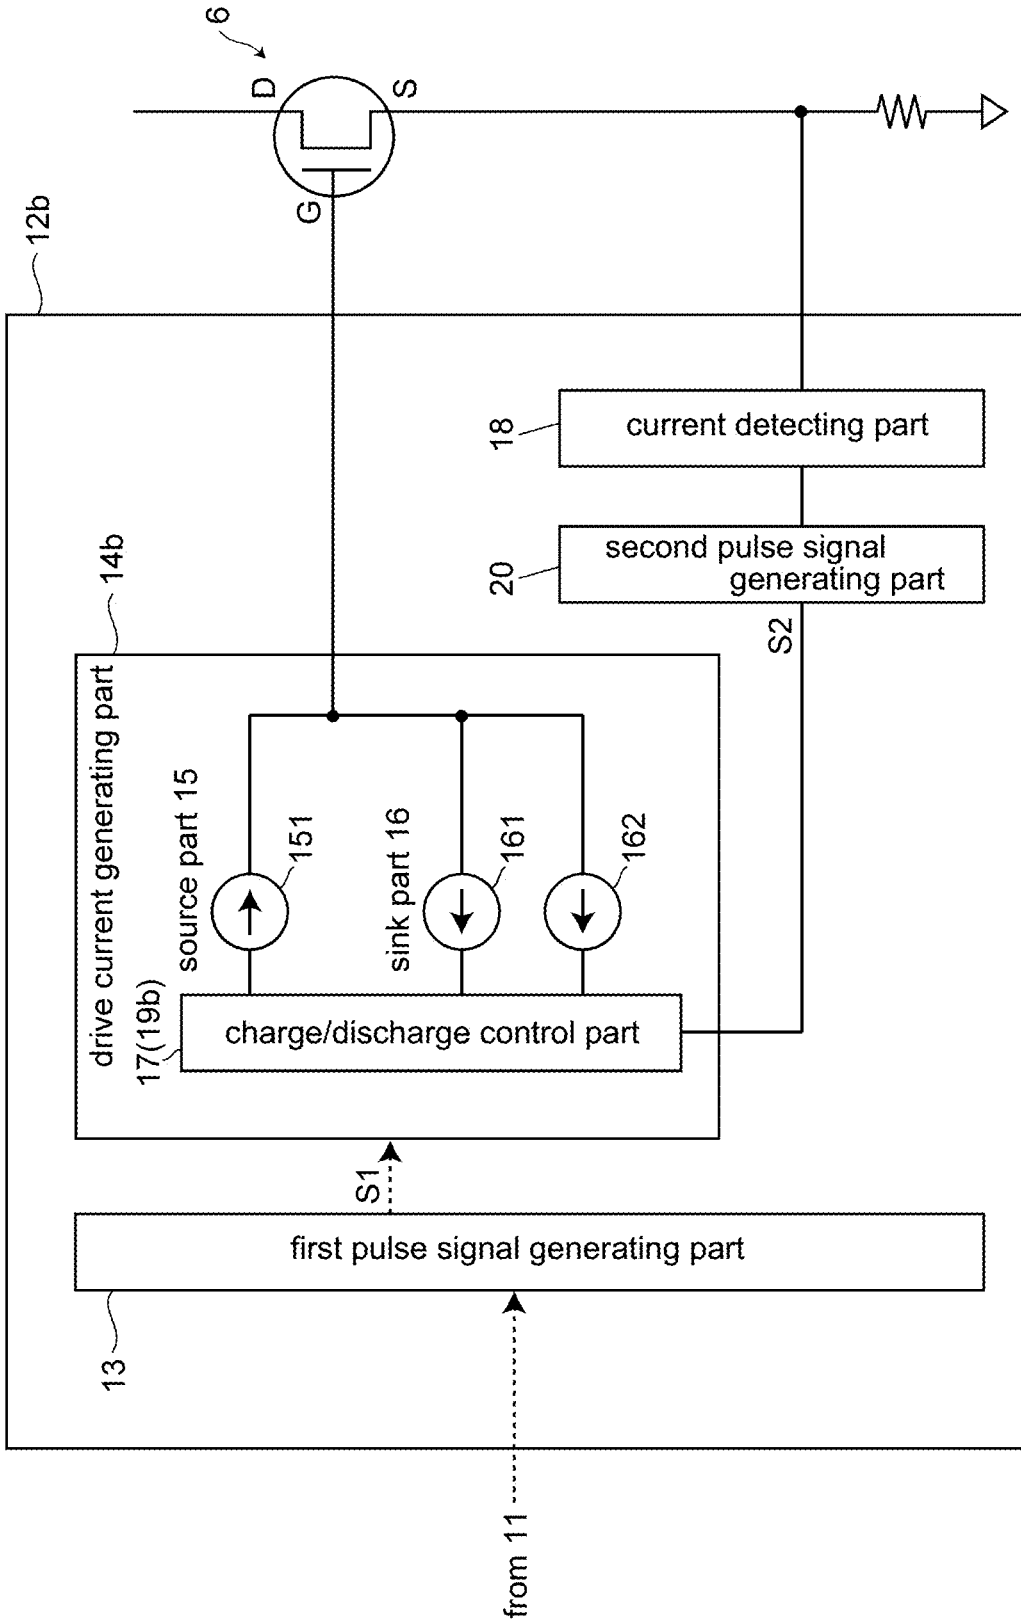 6
D
G
S
12b
14b
drive current generating part
source part 15
151
sink part 16
161
162
17(19b)
charge/discharge control part
18
current detecting part
20
second pulse signal
generating part
S2
S1
first pulse signal generating part
13
from 11